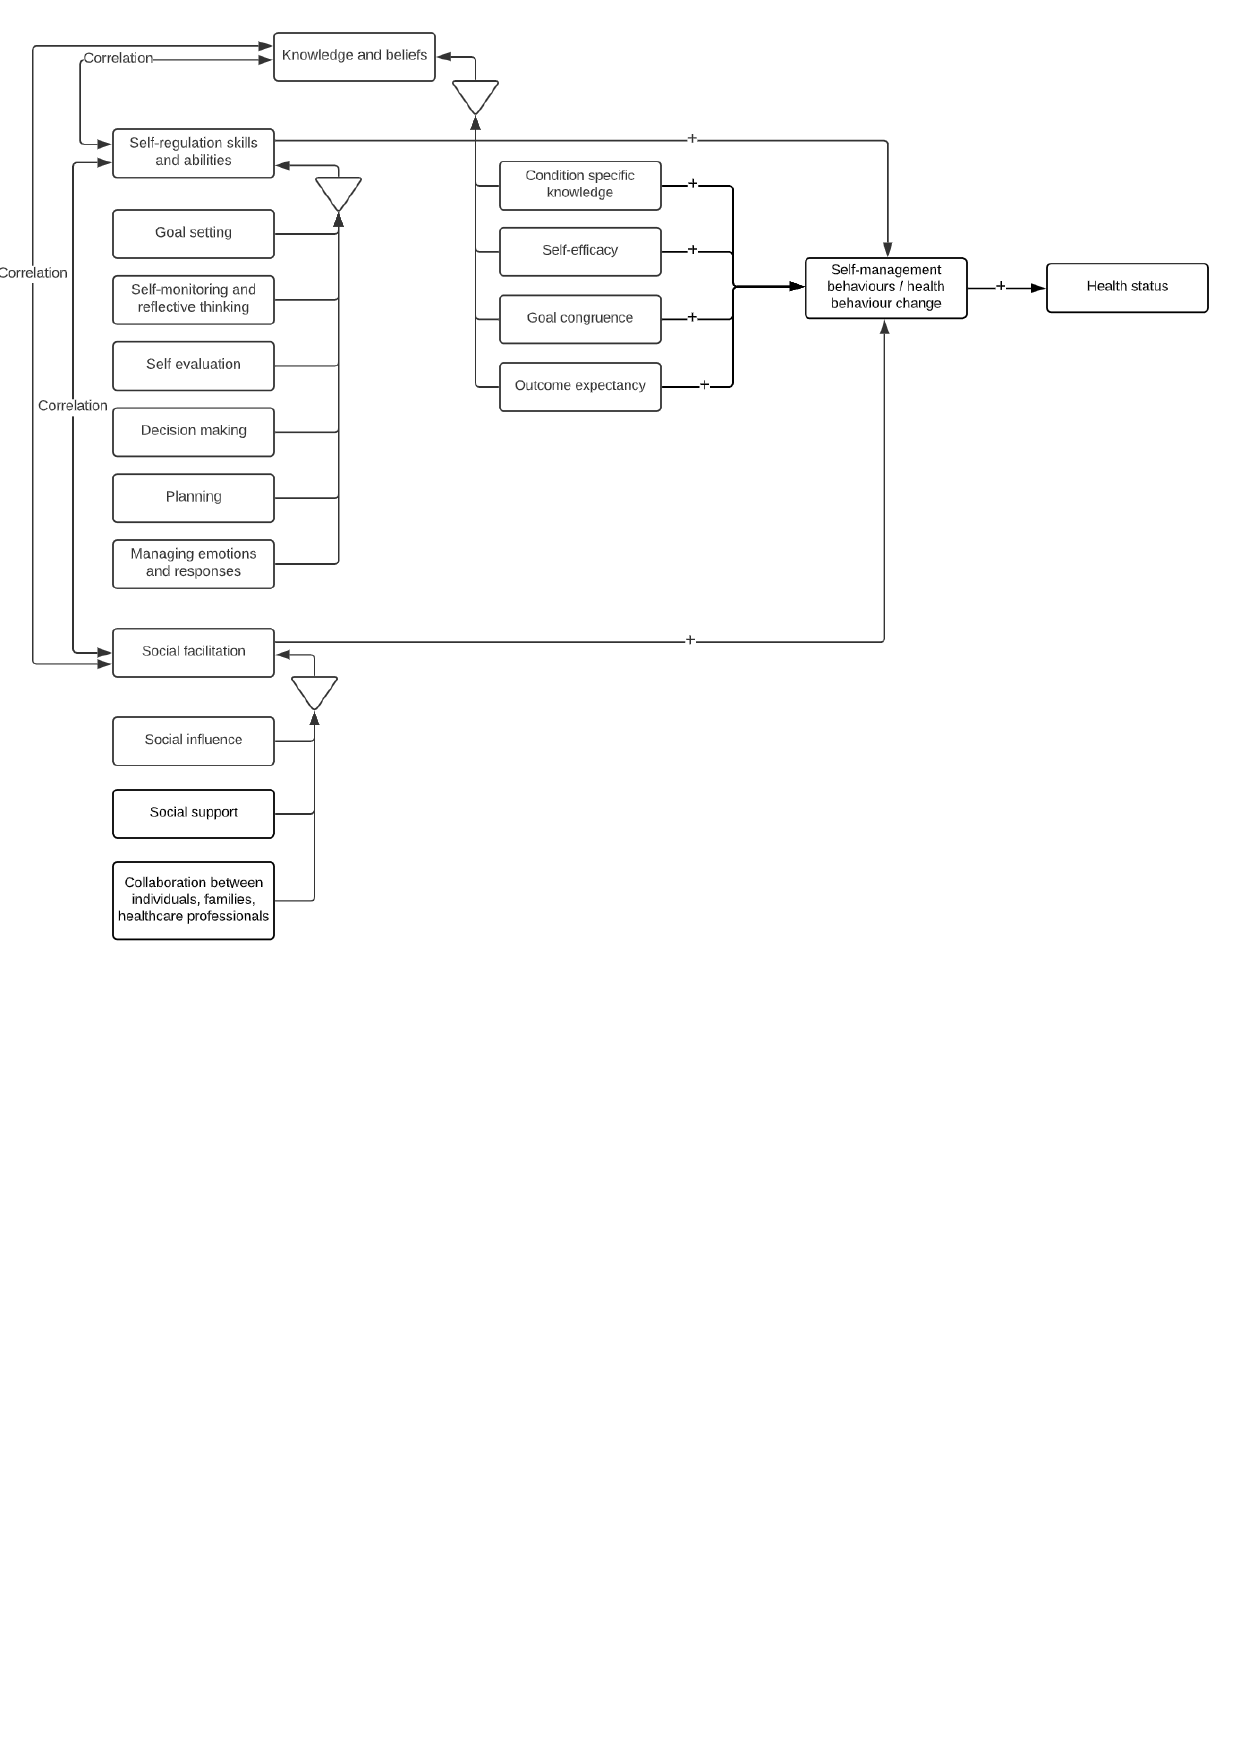 Knowledge and beliefs
Correlation
Self-regulation skills
and abilities
+
Condition specific
knowledge
+
Goal setting
Self-efficacy
+
Self-management
behaviours / health
behaviour change
+
Health status
Correlation
Self-monitoring and
reflective thinking
Goal congruence
+
Self evaluation
Outcome expectancy
+
Correlation
Decision making
Planning
Managing emotions
and responses
Social facilitation
+
Social influence
Social support
Collaboration between
individuals, families,
healthcare professionals